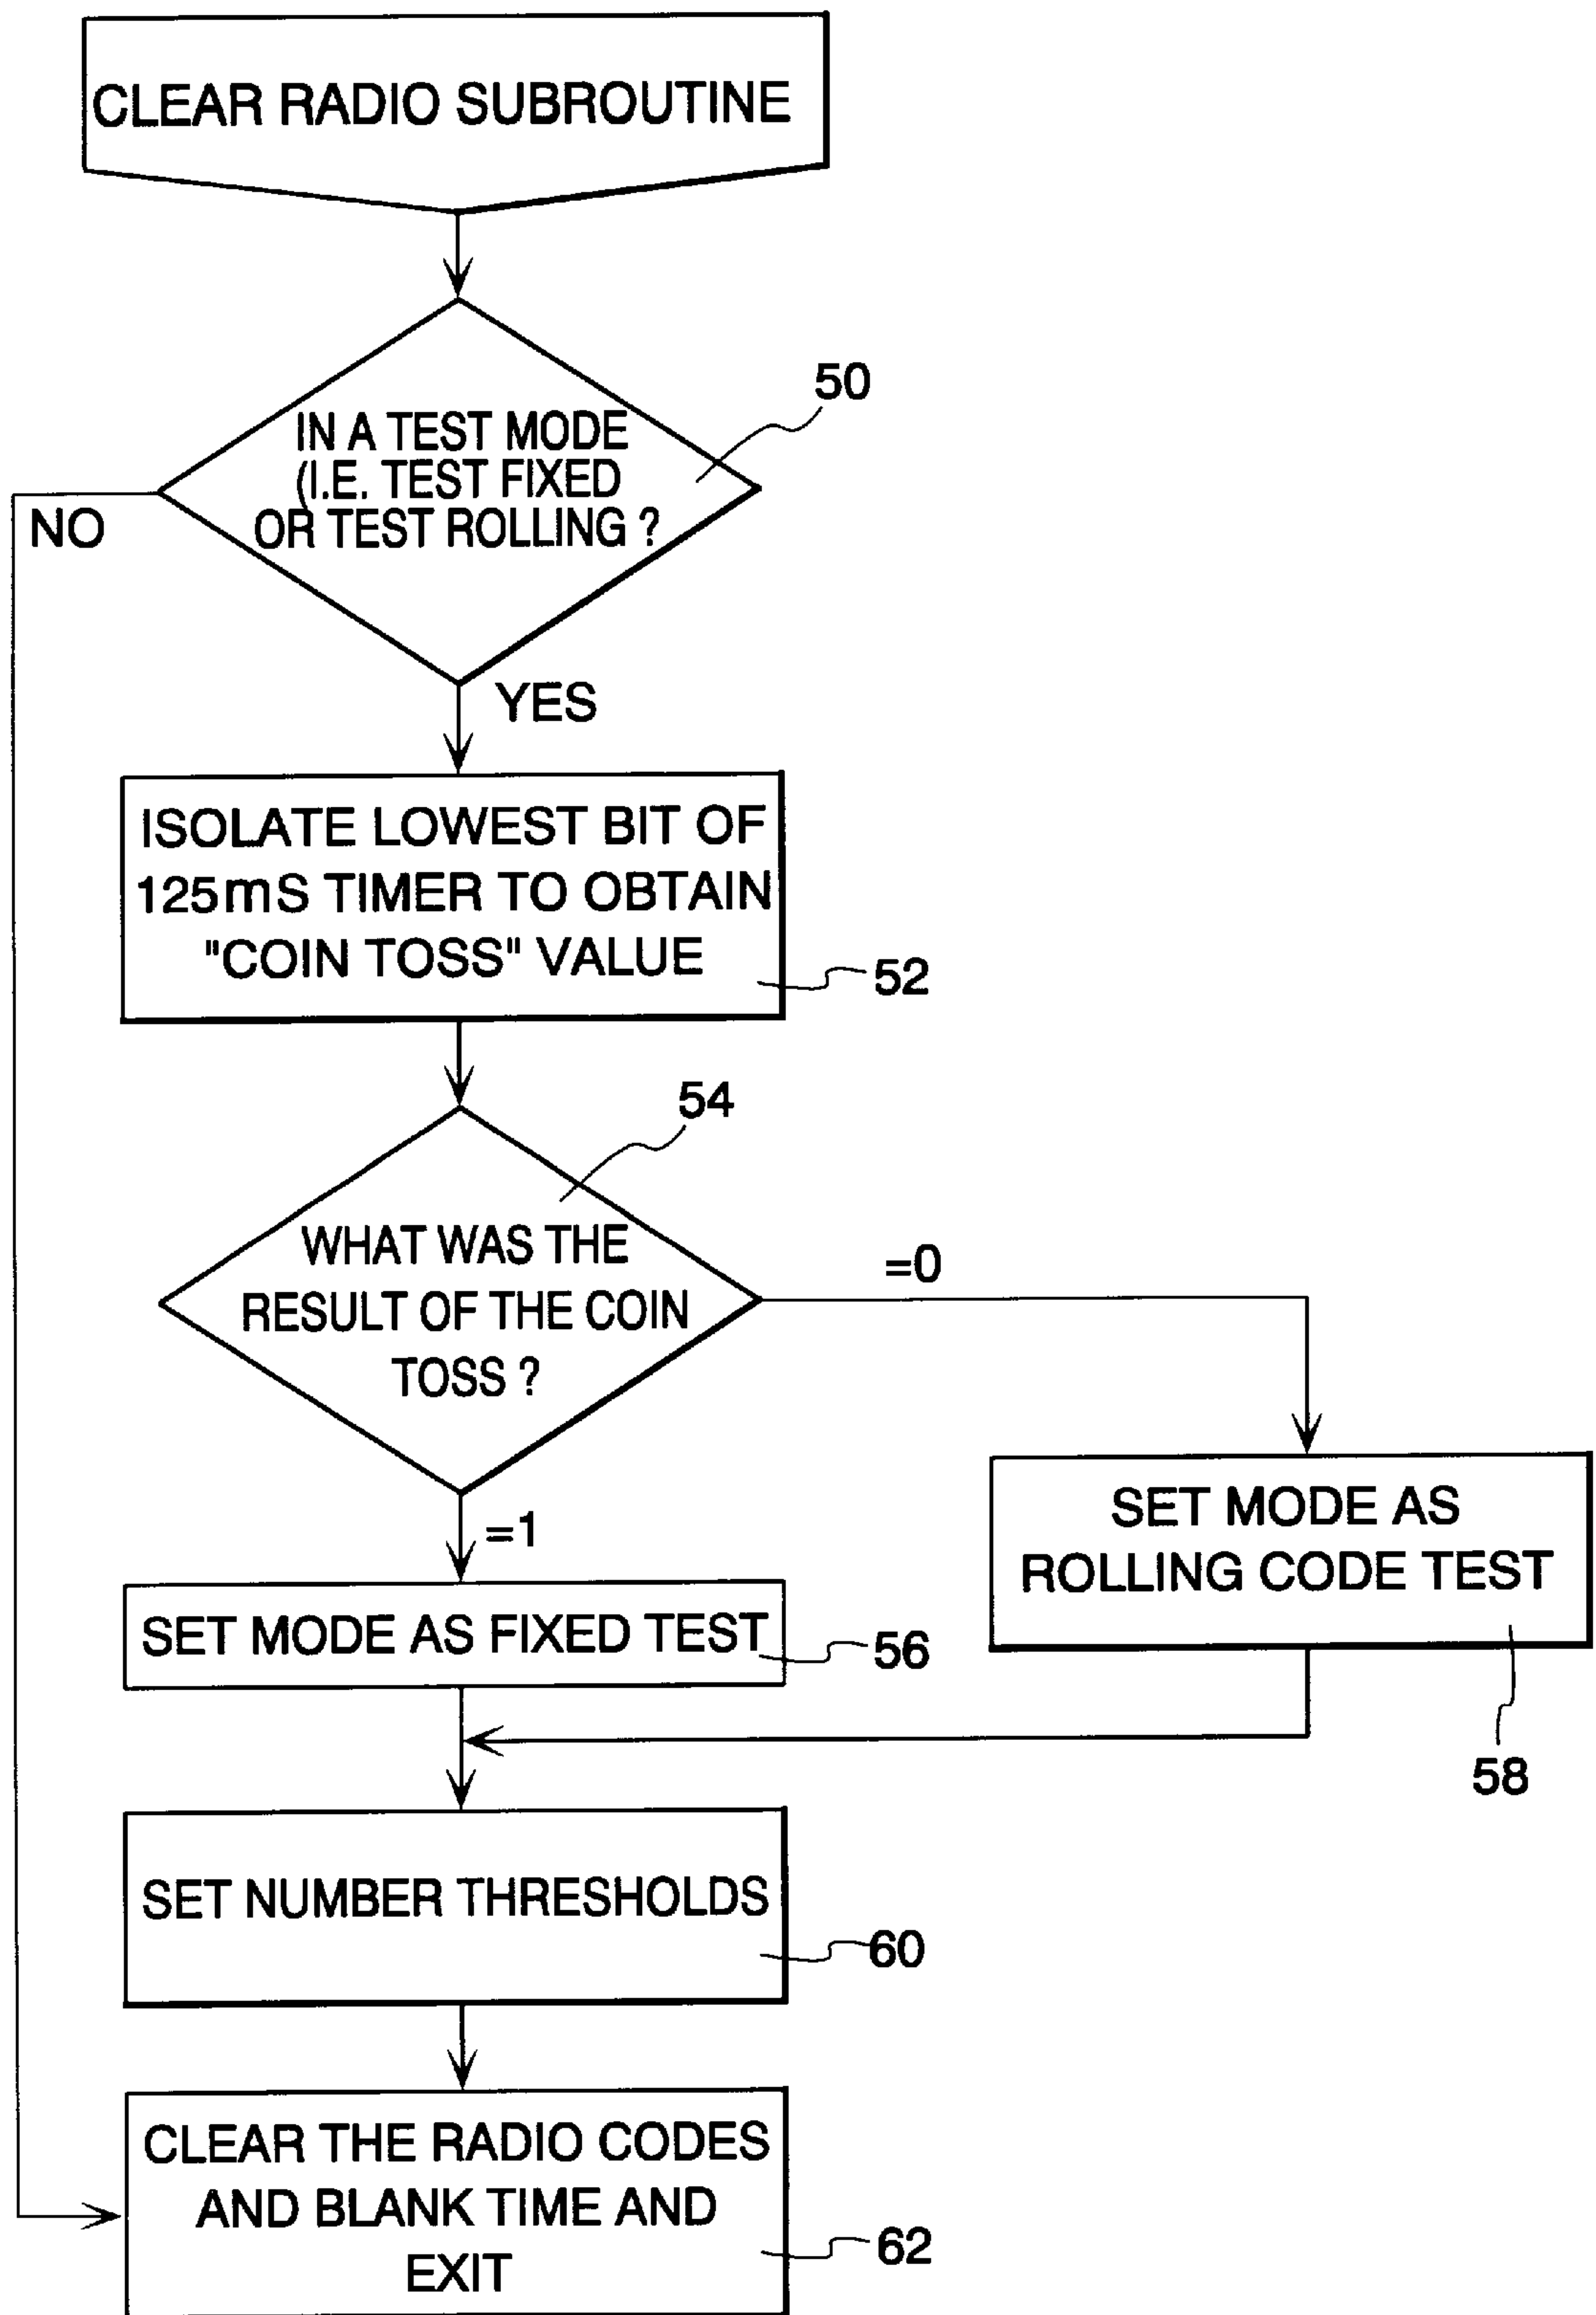 CLEAR RADIO SUBROUTINE
50
IN A TEST MODE
(I.E. TEST FIXED
OR TEST ROLLING ?
NO
YES
ISOLATE LOWEST BIT OF
125mS TIMER TO OBTAIN
"COIN TOSS" VALUE
52
54
WHAT WAS THE
RESULT OF THE COIN
TOSS ?
=0
=1
SET MODE AS
ROLLING CODE TEST
SET MODE AS FIXED TEST
56
58
SET NUMBER THRESHOLDS
60
CLEAR THE RADIO CODES
AND BLANK TIME AND
EXIT
62